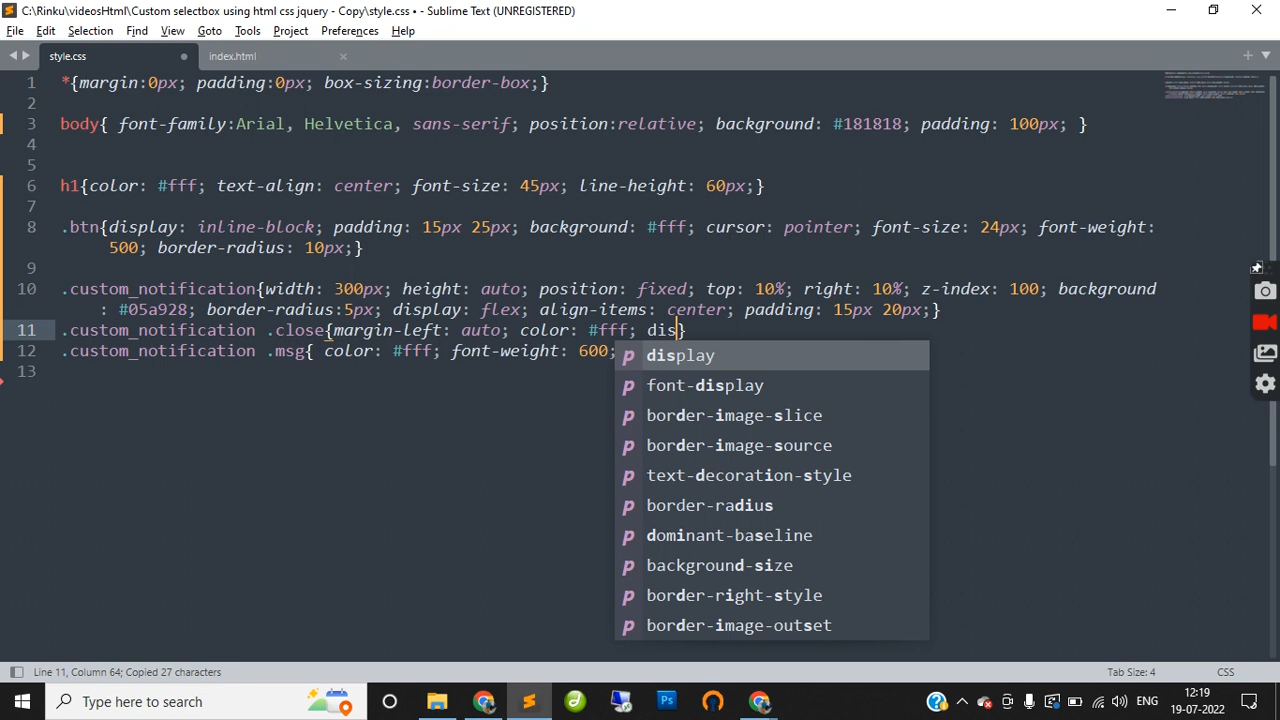 C:\Rinku\videosHtml\Custom selectbox using html css jquery - Copy\style.css • - Sublime Text (UNREGISTERED)
File Edit Selection Find View Goto Tools Project Preferences Help
style.css index.html
1 *{margin:0px; padding:0px; box-sizing:border-box;}
2
3 body{ font-family:Arial, Helvetica, sans-serif; position:relative; background: #181818; padding: 100px; }
4
5
6 h1{color: #fff; text-align: center; font-size: 45px; line-height: 60px;}
7
8 .btn{display: inline-block; padding: 15px 25px; background: #fff; cursor: pointer; font-size: 24px; font-weight:
500; border-radius: 10px;}
9
10 .custom_notification{width: 300px; height: auto; position: fixed; top: 10%; right: 10%; z-index: 100; background
: #05a928; border-radius:5px; display: flex; align-items: center; padding: 15px 20px;}
11 .custom_notification .close{margin-left: auto; color: #fff; dis}
12 .custom_notification .msg{ color: #fff; font-weight: 600;
13
p display
p font-display
p border-image-slice
p border-image-source
p text-decoration-style
p border-radius
p dominant-baseline
p background-size
p border-right-style
p border-image-outset
Line 11, Column 64; Copied 27 characters Tab Size: 4 CSS
Type here to search
Ps
ENG
12:19
19-07-2022